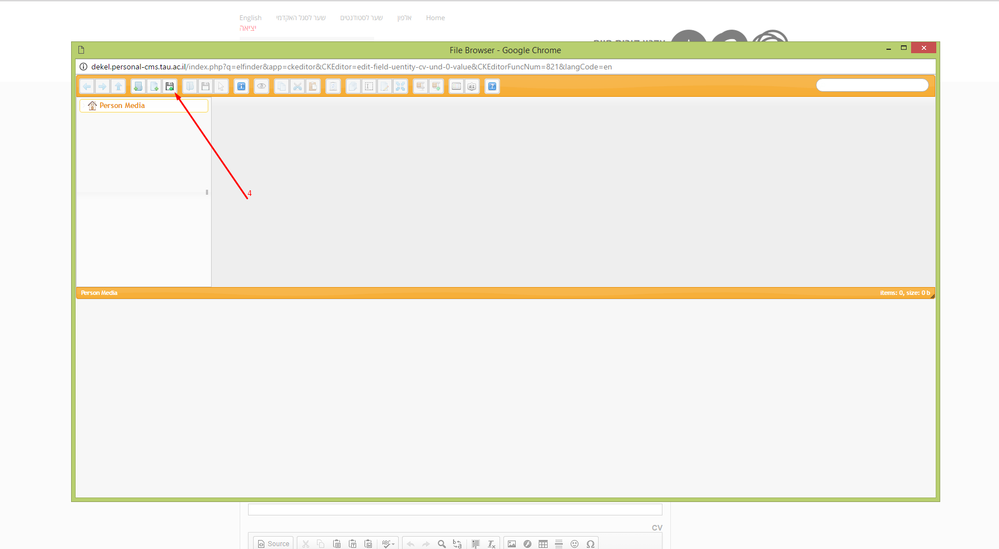 English שער לסגל האקדמי שער לסטודנטים אלפון Home
יציאה
File Browser - Google Chrome
dekel.personal-cms.tau.ac.il/index.php?q=elfinder&app=ckeditor&CKEditor=edit-field-uentity-cv-und-0-value&CKEditorFuncNum=821&langCode=en
Person Media
4
Person Media
items: 0, size: 0 b
CV
Source